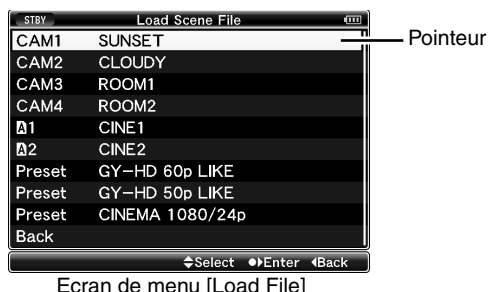 STBY Load Scene File
CAM1 SUNSET
Pointeur
CAM2 CLOUDY
CAM3 ROOM1
CAM4 ROOM2
A1 CINE1
A2 CINE2
Preset GY-HD 60p LIKE
Preset GY-HD 50p LIKE
Preset CINEMA 1080/24p
Back
Select Enter Back
Ecran de menu [Load File]